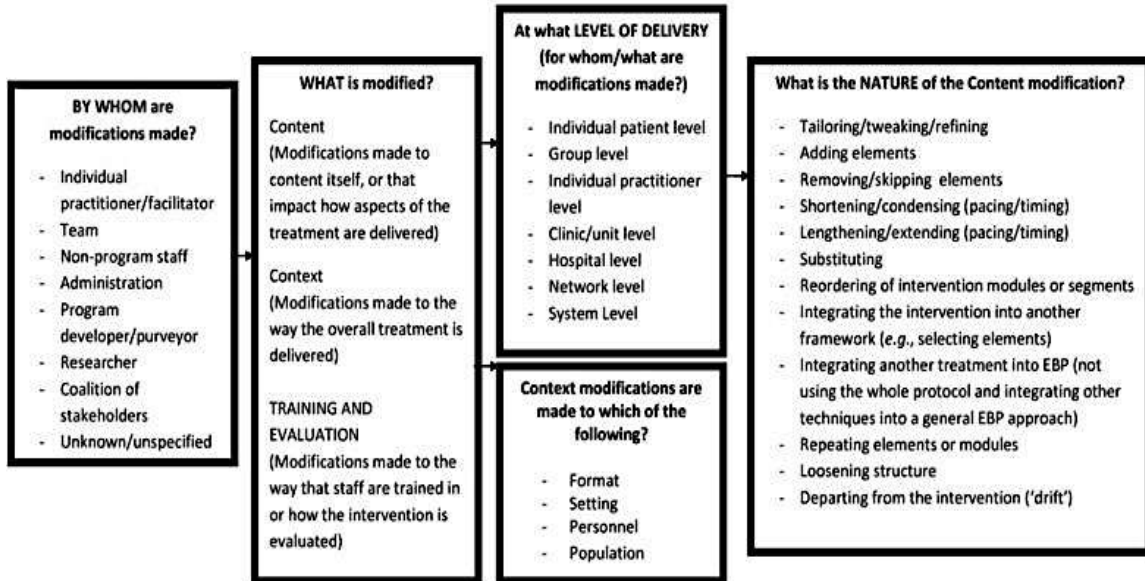 BY WHOM are
modifications made?
- Individual
practitioner/facilitator
- Team
- Non-program staff
- Administration
- Program
developer/purveyor
- Researcher
- Coalition of
stakeholders
- Unknown/unspecified
WHAT is modified?
Content
(Modifications made to
content itself, or that
impact how aspects of the
treatment are delivered)
Context
(Modifications made to the
way the overall treatment is
delivered)
TRAINING AND
EVALUATION
(Modifications made to the
way that staff are trained in
or how the intervention is
evaluated)
At what LEVEL OF DELIVERY
(for whom/what are
modifications made?)
- Individual patient level
- Group level
- Individual practitioner
level
- Clinic/unit level
- Hospital level
- Network level
- System Level
Context modifications are
made to which of the
following?
- Format
- Setting
- Personnel
- Population
What is the NATURE of the Content modification?
- Tailoring/tweaking/refining
- Adding elements
- Removing/skipping elements
- Shortening/condensing (pacing/timing)
- Lengthening/extending (pacing/timing)
- Substituting
- Reordering of intervention modules or segments
- Integrating the intervention into another
framework (e.g., selecting elements)
- Integrating another treatment into EBP (not
using the whole protocol and integrating other
techniques into a general EBP approach)
- Repeating elements or modules
- Loosening structure
- Departing from the intervention ('drift')